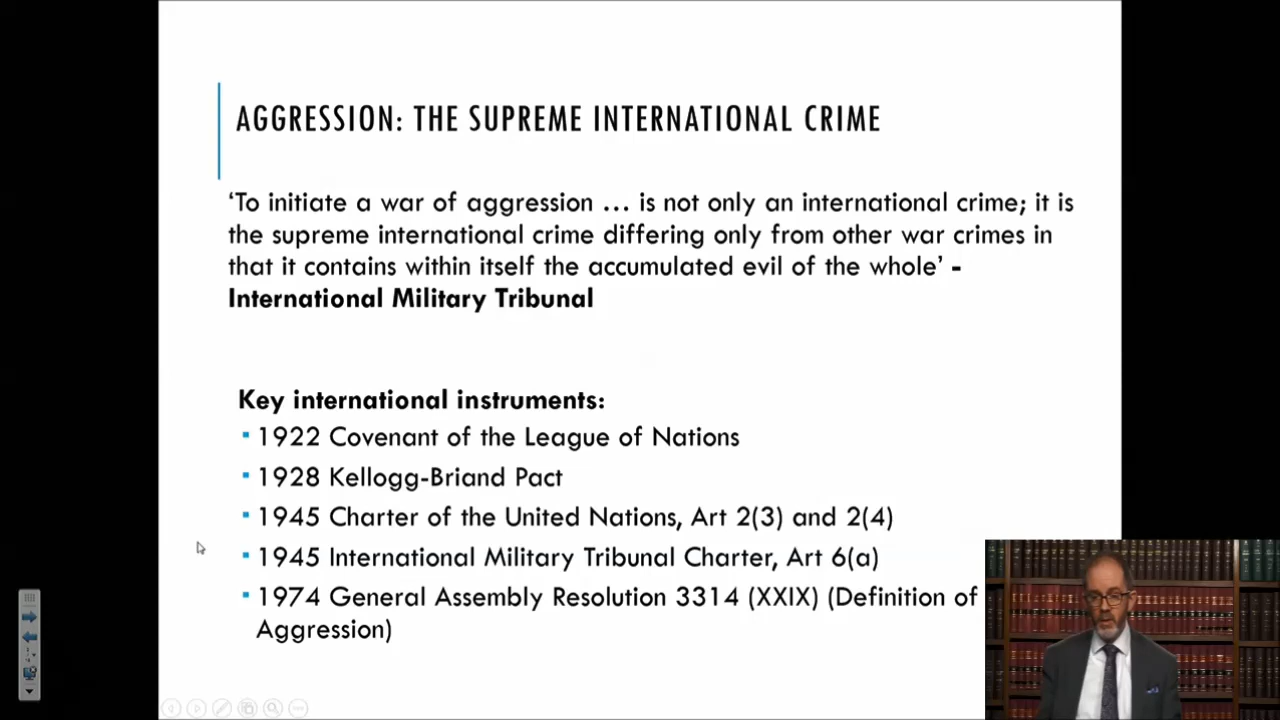 AGGRESSION: THE SUPREME INTERNATIONAL CRIME
‘To initiate a war of aggression … is not only an international crime; it is
the supreme international crime differing only from other war crimes in
that it contains within itself the accumulated evil of the whole’ -
International Military Tribunal
Key international instruments:
▪ 1922 Covenant of the League of Nations
▪ 1928 Kellogg-Briand Pact
▪ 1945 Charter of the United Nations, Art 2(3) and 2(4)
▪ 1945 International Military Tribunal Charter, Art 6(a)
▪ 1974 General Assembly Resolution 3314 (XXIX) (Definition of
Aggression)